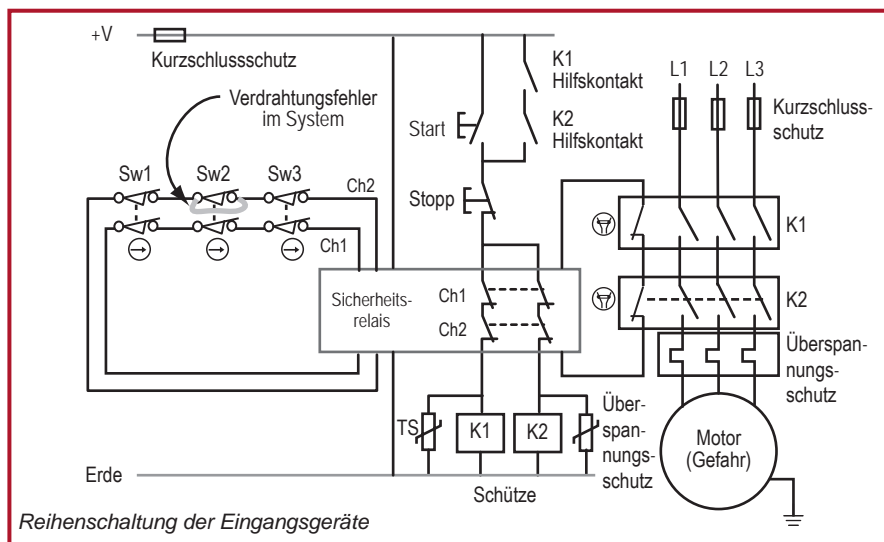 +V
Kurzschlussschutz
K1
Hilfskontakt
L1 L2 L3
Verdrahtungsfehler
im System
Start
K2
Hilfskontakt
Kurzschluss-
schutz
Sw1 Sw2 Sw3
Ch2
Stopp
Ch1
K1
Sicherheits-
relais
Ch1
Ch2
K2
Überspan-
nungs-
schutz
TS
K1
K2
Über-
span-
nungs-
schutz
Motor
(Gefahr)
Erde
Schütze
Reihenschaltung der Eingangsgeräte